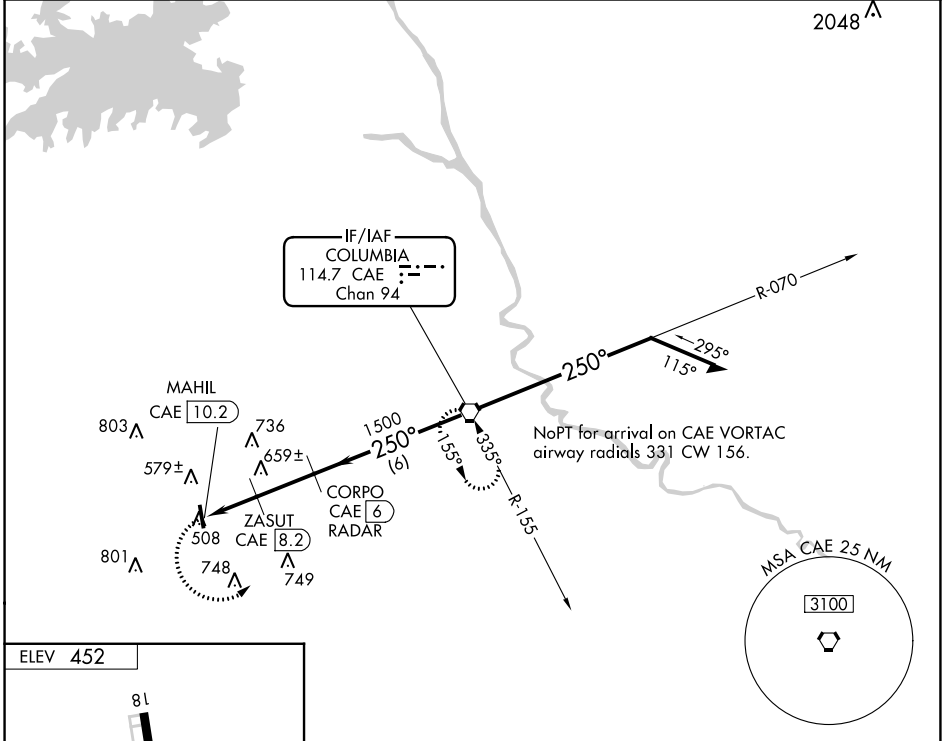 2048
IF/IAF
COLUMBIA
114.7 CAE
Chan 94
R-070
295°
115°
250°
MAHIL
CAE 10.2
803
736
1500
250°
(6)
659±
579±
155°
335°
NoPT for arrival on CAE VORTAC
airway radials 331 CW 156.
CORPO
CAE 6
RADAR
R-155
ZASUT
CAE 8.2
508
801
748
749
MSA CAE 25 NM
3100
ELEV 452
18